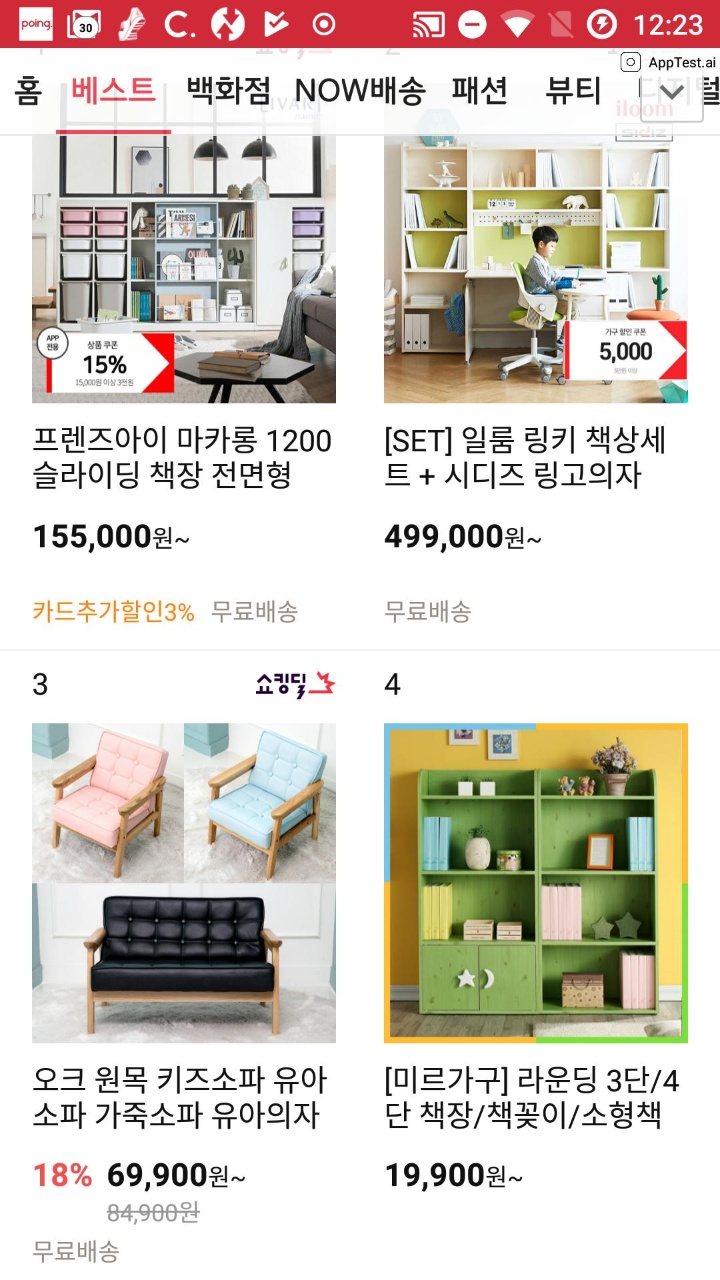 poing
30
C.
12:23
AppTest.ai
홈 베스트 백화점 NOW배송 패션 뷰티 디지털
IVAR
iloom
sidiz
APP
전용
상품 쿠폰
15%
15,000원 이상 3천원
가구 할인 쿠폰
5,000
프렌즈아이 마카롱 1200
슬라이딩 책장 전면형
155,000원~
카드추가할인3% 무료배송
[SET] 일룸 링키 책상세
트 + 시디즈 링고의자
499,000원~
무료배송
3
쇼킹딜
4
오크 원목 키즈소파 유아
소파 가죽소파 유아의자
18% 69,900원~
84,900원
무료배송
[미르가구] 라운딩 3단/4
단 책장/책꽂이/소형책
19,900원~